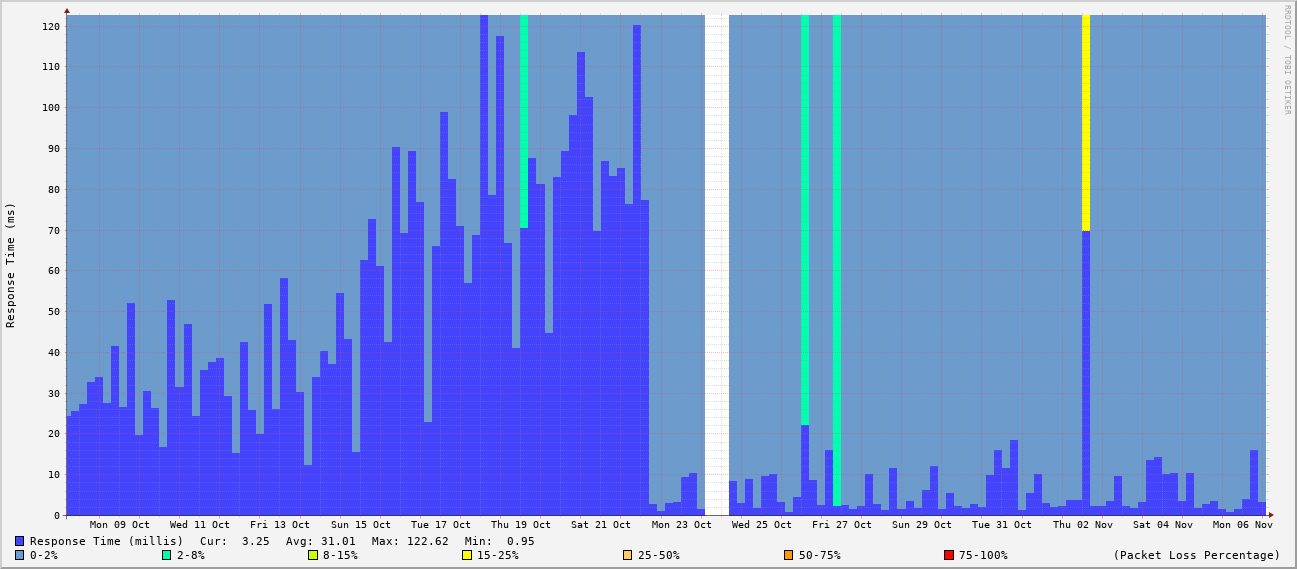 RRDTOOL / TOBI OETIKER
Response Time (ms)
120
110
100
90
80
70
60
50
40
30
20
10
0
Mon 09 Oct Wed 11 Oct Fri 13 Oct Sun 15 Oct Tue 17 Oct Thu 19 Oct Sat 21 Oct Mon 23 Oct Wed 25 Oct Fri 27 Oct Sun 29 Oct Tue 31 Oct Thu 02 Nov Sat 04 Nov Mon 06 Nov
Response Time (millis) Cur: 3.25 Avg: 31.01 Max: 122.62 Min: 0.95
0-2% 2-8% 8-15% 15-25% 25-50% 50-75% 75-100% (Packet Loss Percentage)